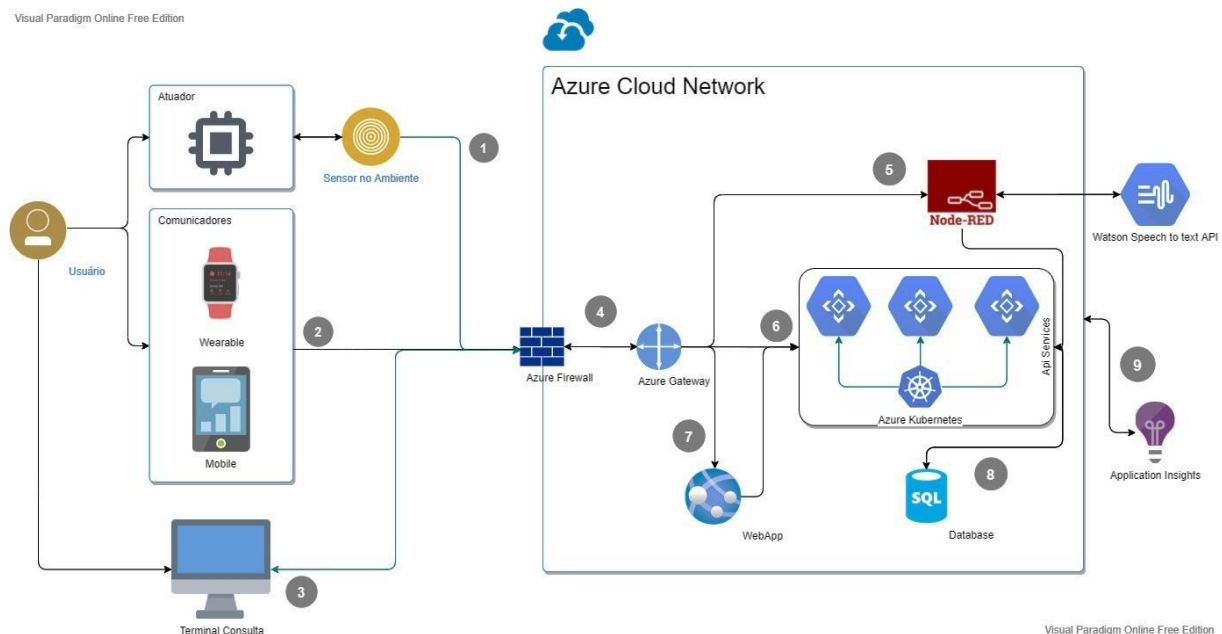 Visual Paradigm Online Free Edition
Azure Cloud Network
Atuador
1
Sensor no Ambiente
5
Node-RED
Watson Speech to text API
Comunicadores
Usuário
Wearable
2
4
6
Api Services
9
Azure Firewall
Azure Gateway
Azure Kubernetes
7
Mobile
8
Application Insights
SQL
WebApp
Database
3
Terminal Consulta
Visual Paradigm Online Free Edition